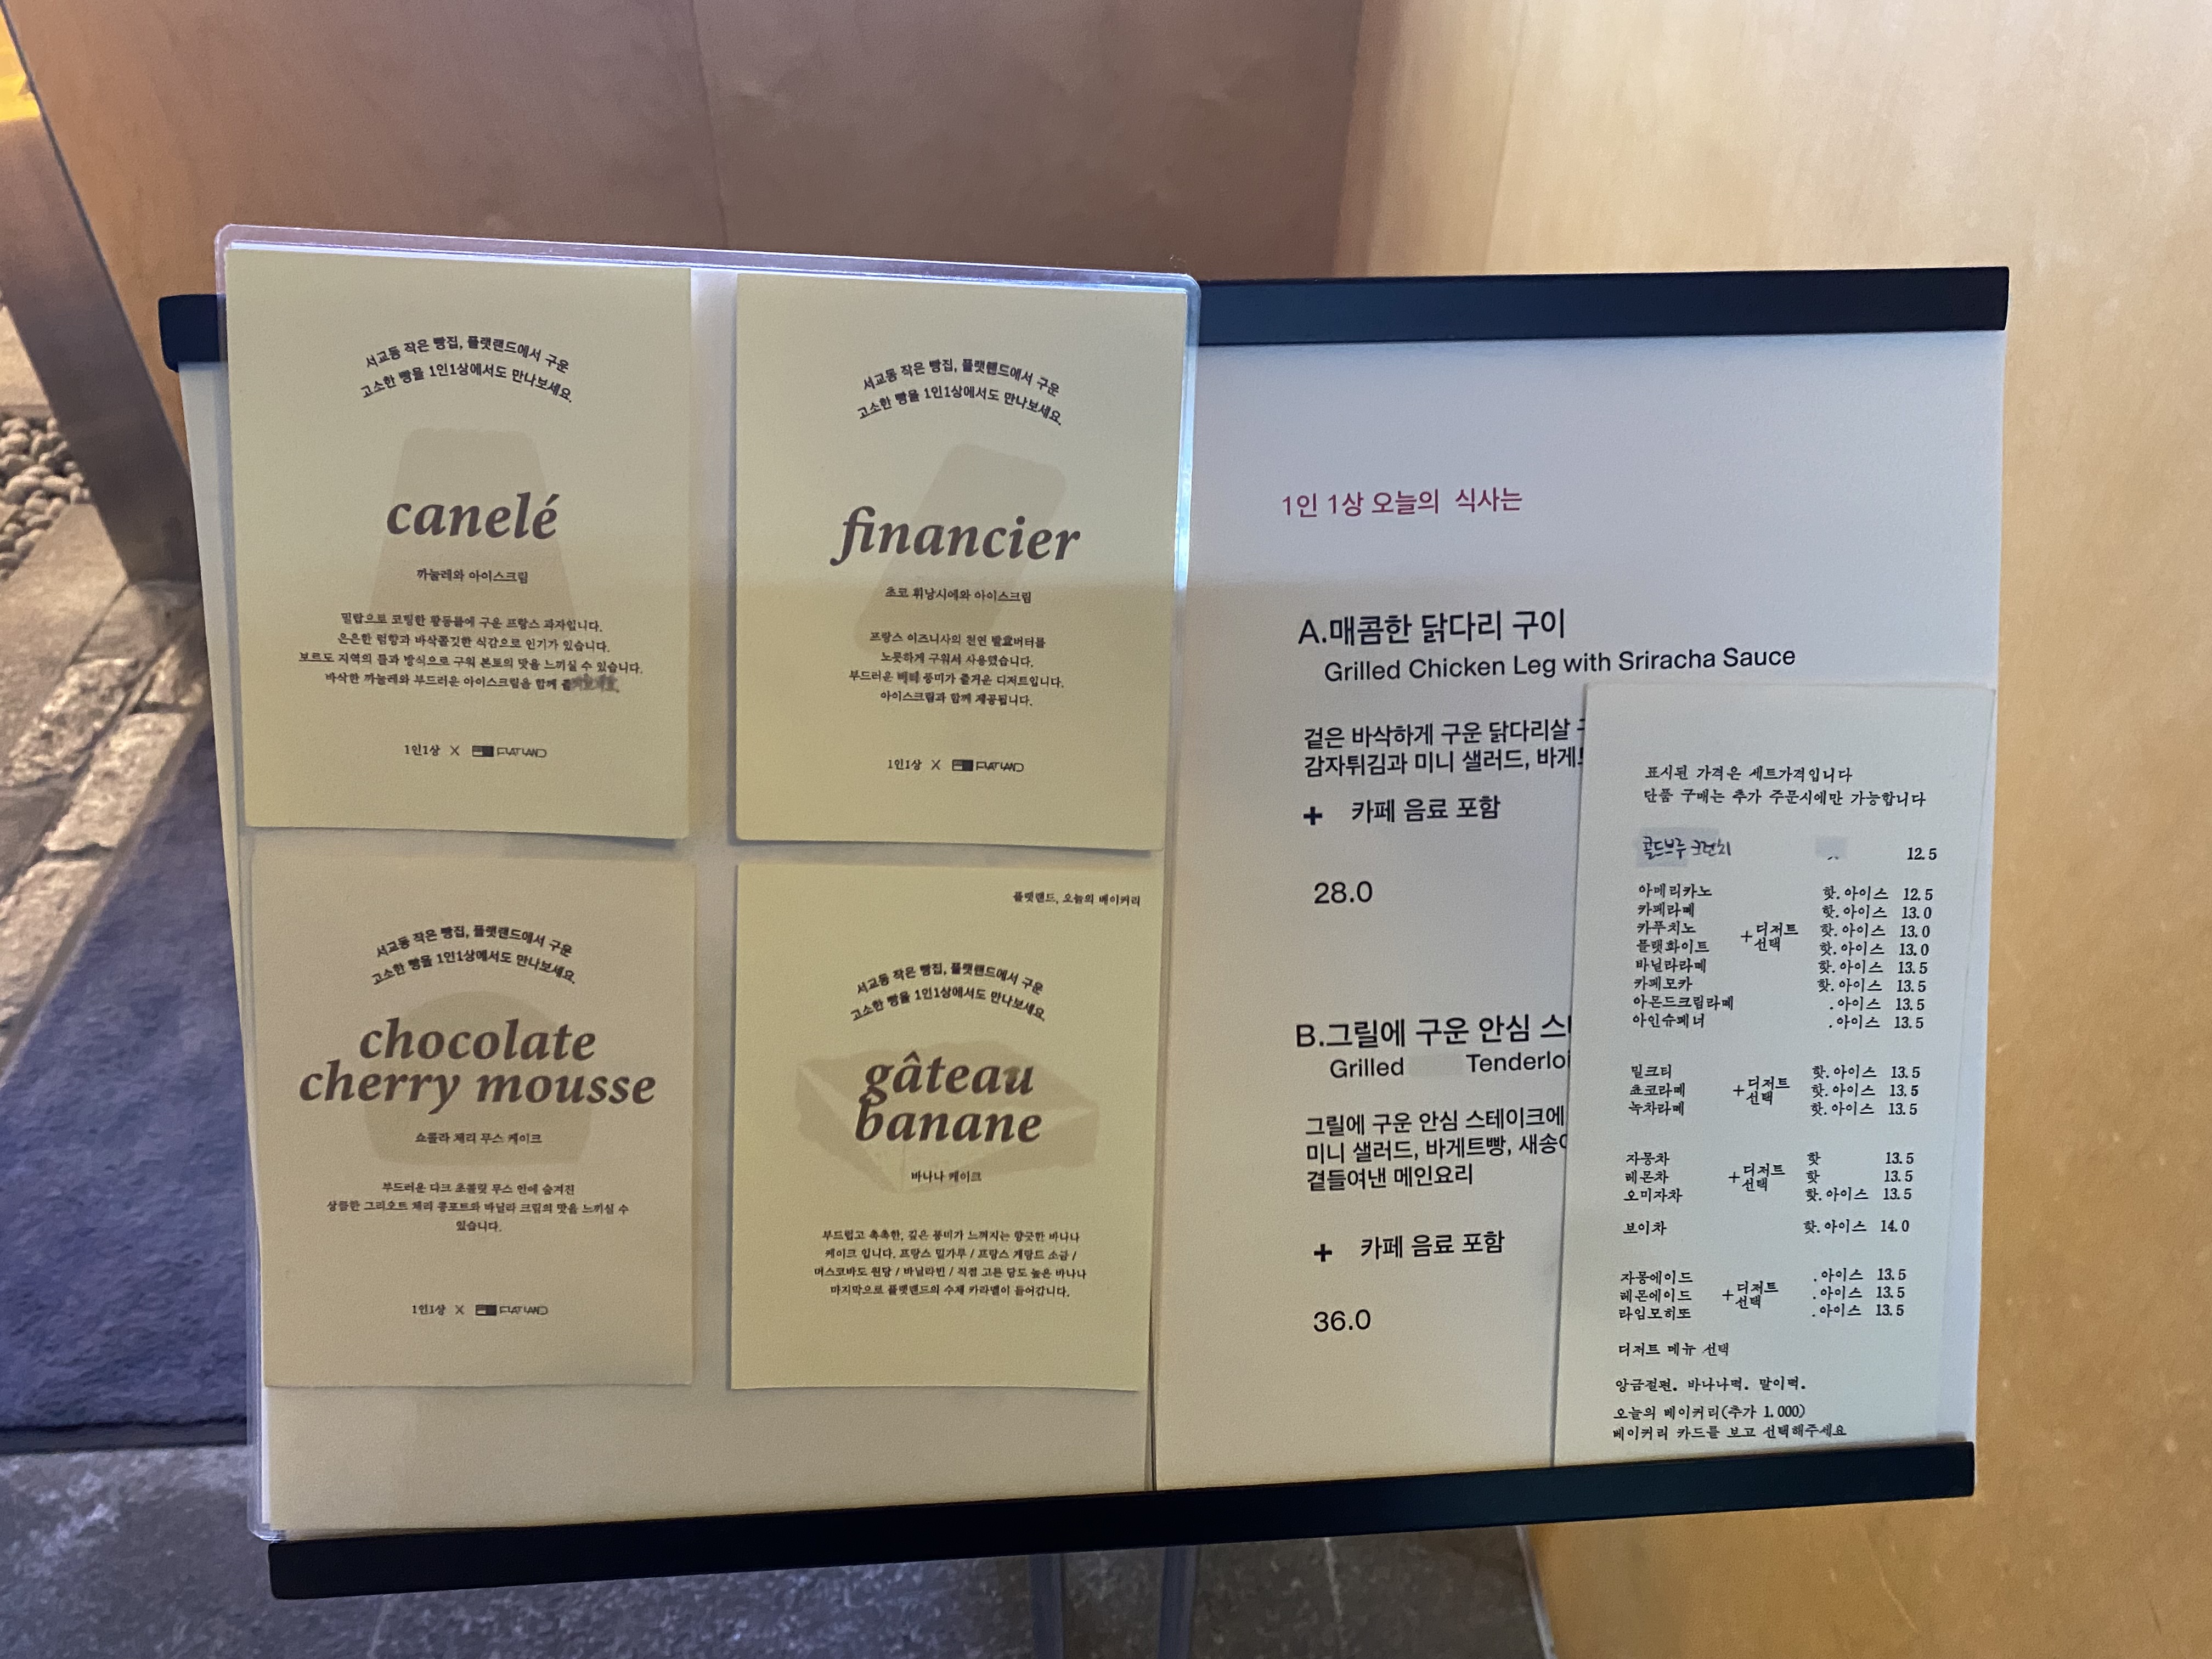 서교동 작은 빵집, 플랫랜드에서 구운
고소한 빵을 1인1상에서도 만나보세요.
canelé
까눌레와 아이스크림
밀랍으로 코팅한 황동틀에 구운 프랑스 과자입니다.
은은한 럼향과 바삭쫄깃한 식감으로 인기가 있습니다.
보르도 지역의 틀과 방식으로 구워 본토의 맛을 느끼실 수 있습니다.
바삭한 까눌레와 부드러운 아이스크림을 함께
1인1상 X FLATLAND
서교동 작은 빵집, 플랫랜드에서 구운
고소한 빵을 1인1상에서도 만나보세요.
financier
초코 휘낭시에와 아이스크림
프랑스 이즈니사의 천연 발효버터를
노릇하게 구워서 사용했습니다.
부드러운 버터 풍미가 즐거운 디저트입니다.
아이스크림과 함께 제공됩니다.
1인1상 X FLATLAND
서교동 작은 빵집, 플랫랜드에서 구운
고소한 빵을 1인1상에서도 만나보세요.
chocolate
cherry mousse
쇼콜라 체리 무스 케이크
부드러운 다크 초콜릿 무스 안에 숨겨진
상큼한 그리오트 체리 콩포트와 바닐라 크림의 맛을 느끼실 수
있습니다.
1인1상 X FLATLAND
플랫랜드, 오늘의 베이커리
서교동 작은 빵집, 플랫랜드에서 구운
고소한 빵을 1인1상에서도 만나보세요.
gâteau
banane
바나나 케이크
부드럽고 촉촉한, 깊은 풍미가 느껴지는 향긋한 바나나
케이크 입니다. 프랑스 밀가루 / 프랑스 게랑드 소금 /
머스코바도 원당 / 바닐라빈 / 직접 고른 당도 높은 바나나
마지막으로 플랫랜드의 수제 카라멜이 들어갑니다.
1인 1상 오늘의 식사는
A.매콤한 닭다리 구이
Grilled Chicken Leg with Sriracha Sauce
겉은 바삭하게 구운 닭다리살
감자튀김과 미니 샐러드, 바게
+ 카페 음료 포함
28.0
B.그릴에 구운 안심
Grilled Tenderloi
그릴에 구운 안심 스테이크에
미니 샐러드, 바게트빵, 새송
곁들여낸 메인요리
+ 카페 음료 포함
36.0
표시된 가격은 세트가격입니다
단품 구매는 추가 주문시에만 가능합니다
콜드브루 크런치 12.5
아메리카노 핫.아이스 12.5
카페라떼 핫.아이스 13.0
카푸치노 +디저트 선택 핫.아이스 13.0
플랫화이트 핫.아이스 13.0
바닐라라떼 핫.아이스 13.5
카페모카 핫.아이스 13.5
아몬드크림라떼 .아이스 13.5
아인슈페너 .아이스 13.5
밀크티 핫.아이스 13.5
쵸코라떼 +디저트 선택 핫.아이스 13.5
녹차라떼 핫.아이스 13.5
자몽차 핫 13.5
레몬차 +디저트 선택 핫 13.5
오미자차 핫.아이스 13.5
보이차 핫.아이스 14.0
자몽에이드 .아이스 13.5
레몬에이드 +디저트 선택 .아이스 13.5
라임모히또 .아이스 13.5
디저트 메뉴 선택
앙금절편. 바나나떡. 말이떡.
오늘의 베이커리(추가 1.000)
베이커리 카드를 보고 선택해주세요